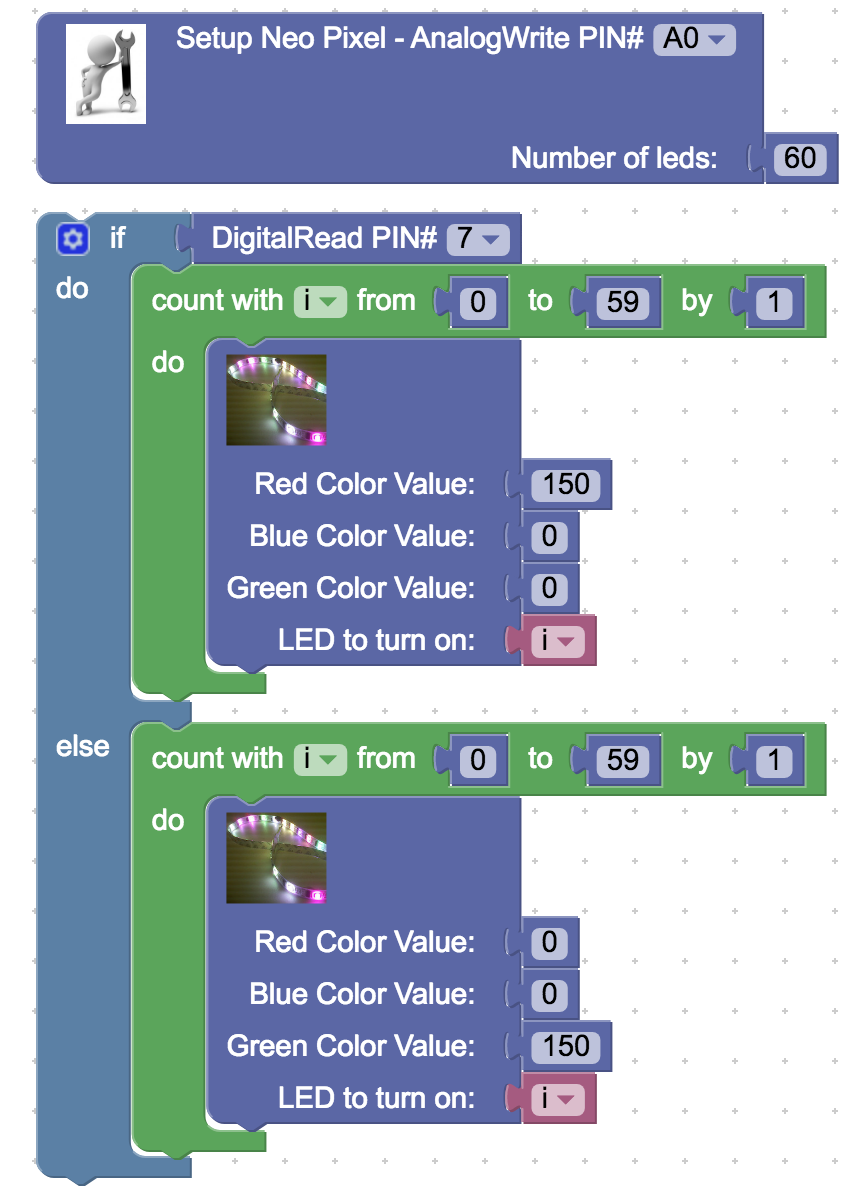 Setup Neo Pixel - AnalogWrite PIN# A0
Number of leds: 60
if DigitalRead PIN# 7
do
count with i from 0 to 59 by 1
do
Red Color Value: 150
Blue Color Value: 0
Green Color Value: 0
LED to turn on: i
else
count with i from 0 to 59 by 1
do
Red Color Value: 0
Blue Color Value: 0
Green Color Value: 150
LED to turn on: i